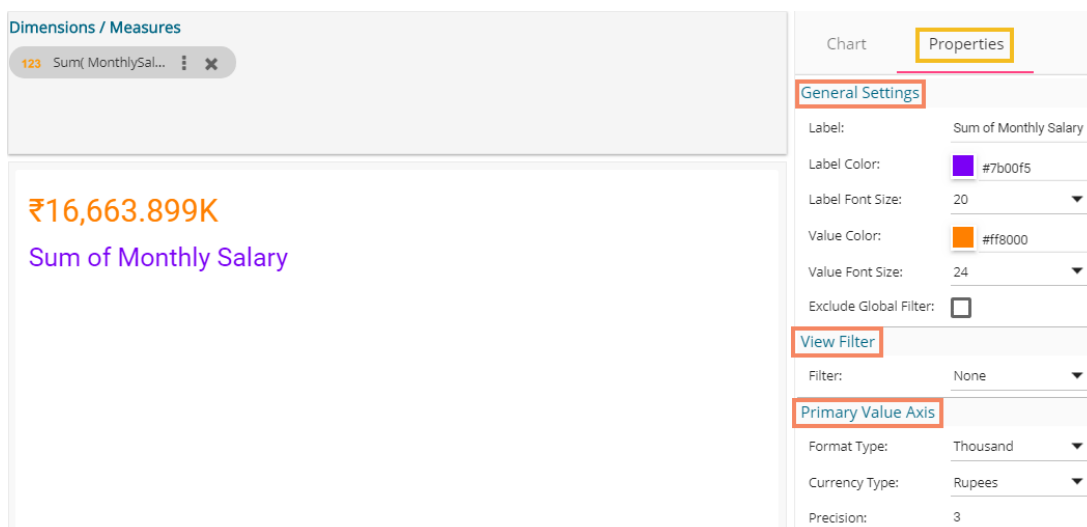 Dimensions / Measures
123 Sum( MonthlySal...
₹16,663.899K
Sum of Monthly Salary
Chart Properties
General Settings
Label: Sum of Monthly Salary
Label Color: #7b00f5
Label Font Size: 20
Value Color: #ff8000
Value Font Size: 24
Exclude Global Filter:
View Filter
Filter: None
Primary Value Axis
Format Type: Thousand
Currency Type: Rupees
Precision: 3